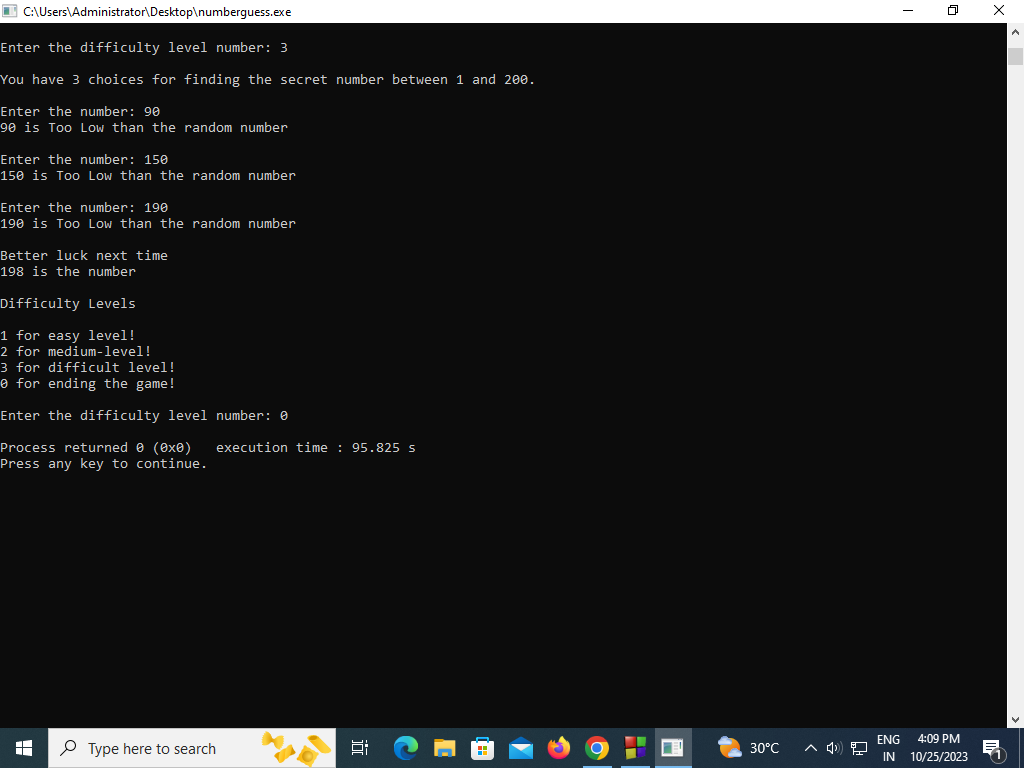 C:\Users\Administrator\Desktop\numberguess.exe
Enter the difficulty level number: 3
You have 3 choices for finding the secret number between 1 and 200.
Enter the number: 90
90 is Too Low than the random number
Enter the number: 150
150 is Too Low than the random number
Enter the number: 190
190 is Too Low than the random number
Better luck next time
198 is the number
Difficulty Levels
1 for easy level!
2 for medium-level!
3 for difficult level!
0 for ending the game!
Enter the difficulty level number: 0
Process returned 0 (0x0)   execution time : 95.825 s
Press any key to continue.
Type here to search
30°C
ENG
IN
4:09 PM
10/25/2023
1